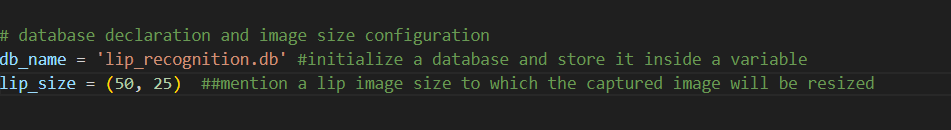 # database declaration and image size configuration
db_name = 'lip_recognition.db' #initialize a database and store it inside a variable
lip_size = (50, 25)  ##mention a lip image size to which the captured image will be resized